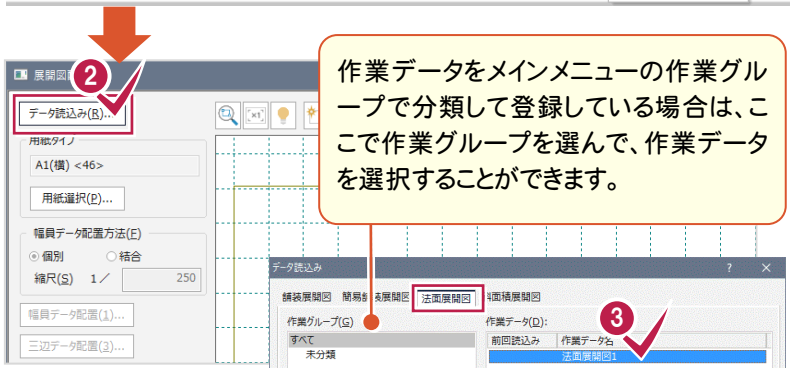 作業データをメインメニューの作業グル
ープで分類して登録している場合は、こ
こで作業グループを選んで、作業データ
を選択することができます。
展開図
2
データ読込み(R)...
用紙タイプ
A1(横) <46>
用紙選択(P)...
幅員データ配置方法(F)
個別 結合
縮尺(S) 1/ 250
幅員データ配置(1)...
三辺データ配置(3)...
データ読込み ? ×
舗装展開図 簡易 装展開図 法面展開図 面積展開図
作業グループ(G) 作業データ(D):
3
すべて
未分類
前回読込み 作業データ名
法面展開図1